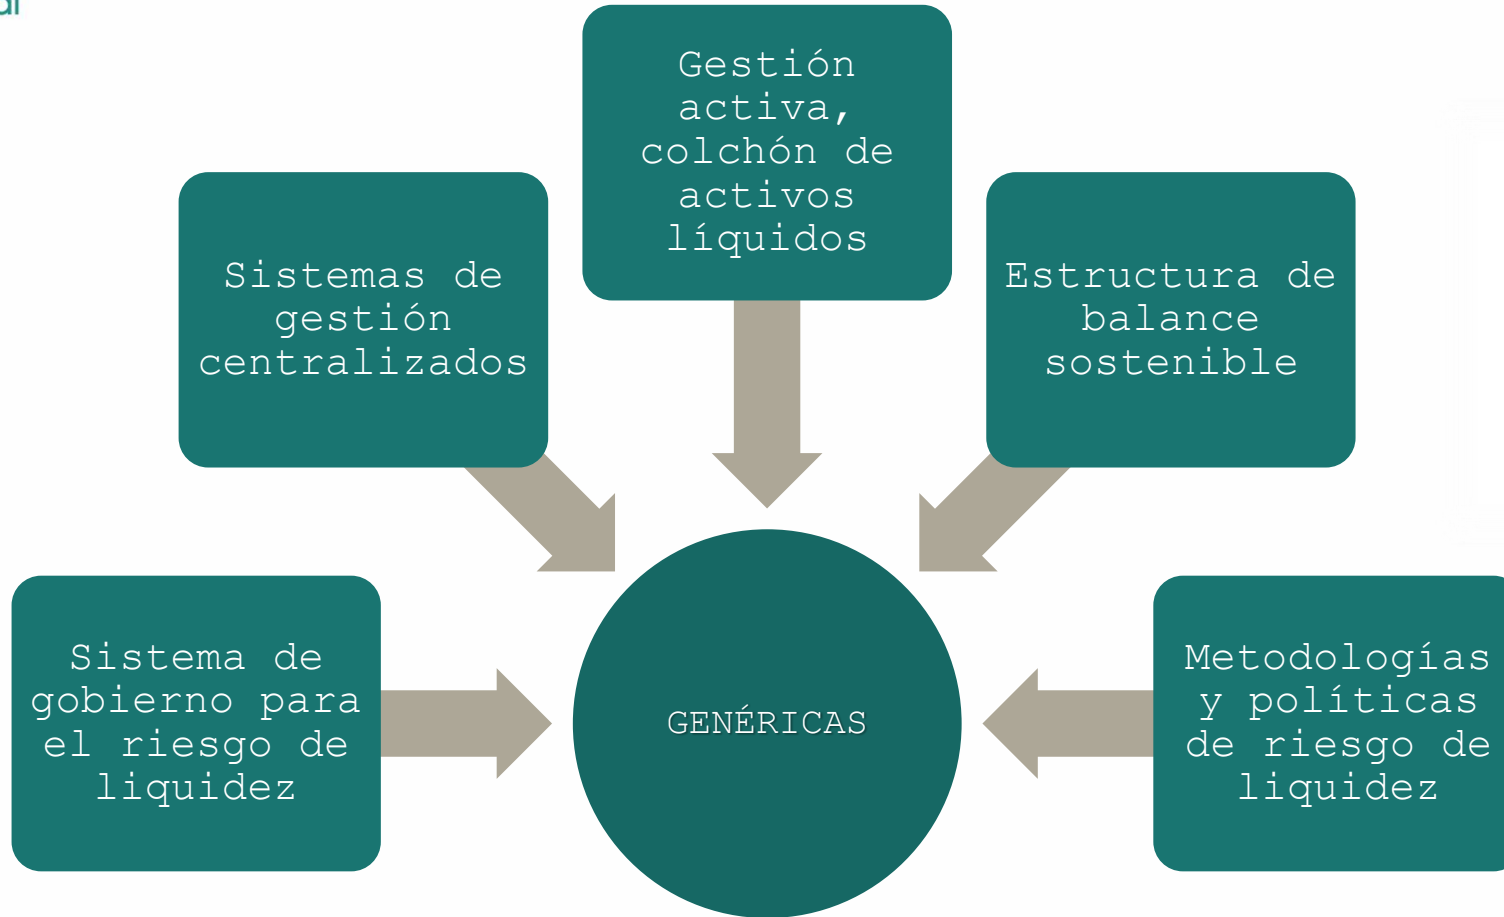 Gestión
activa,
colchón de
activos
líquidos
Sistemas de
gestión
centralizados
Estructura de
balance
sostenible
Sistema de
gobierno para
el riesgo de
liquidez
GENÉRICAS
Metodologías
y políticas
de riesgo de
liquidez